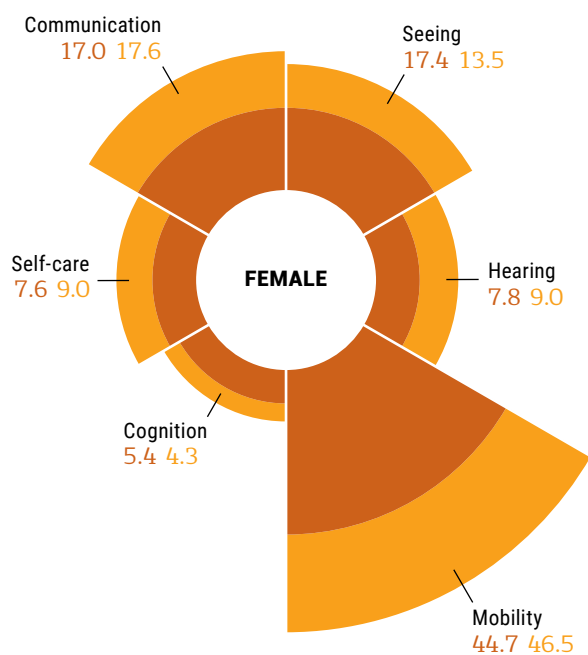 Communication
17.0 17.6
Seeing
17.4 13.5
Self-care
7.6 9.0
FEMALE
Hearing
7.8 9.0
Cognition
5.4 4.3
Mobility
44.7 46.5